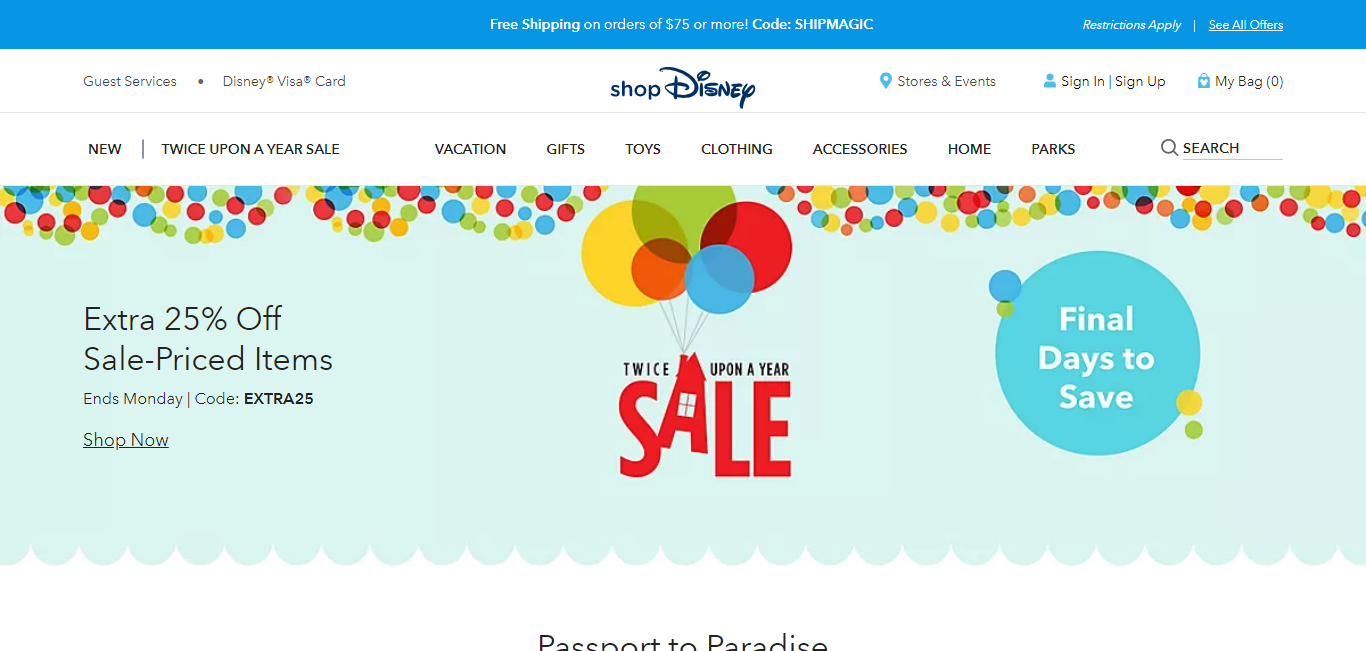 Free Shipping on orders of $75 or more! Code: SHIPMAGIC
Restrictions Apply | See All Offers
Guest Services • Disney® Visa® Card
shop Disney
Stores & Events
Sign In | Sign Up
My Bag (0)
NEW | TWICE UPON A YEAR SALE
VACATION
GIFTS
TOYS
CLOTHING
ACCESSORIES
HOME
PARKS
SEARCH
Extra 25% Off
Sale-Priced Items
Ends Monday | Code: EXTRA25
Shop Now
TWICE UPON A YEAR
SALE
Final
Days to
Save
Passport to Paradise